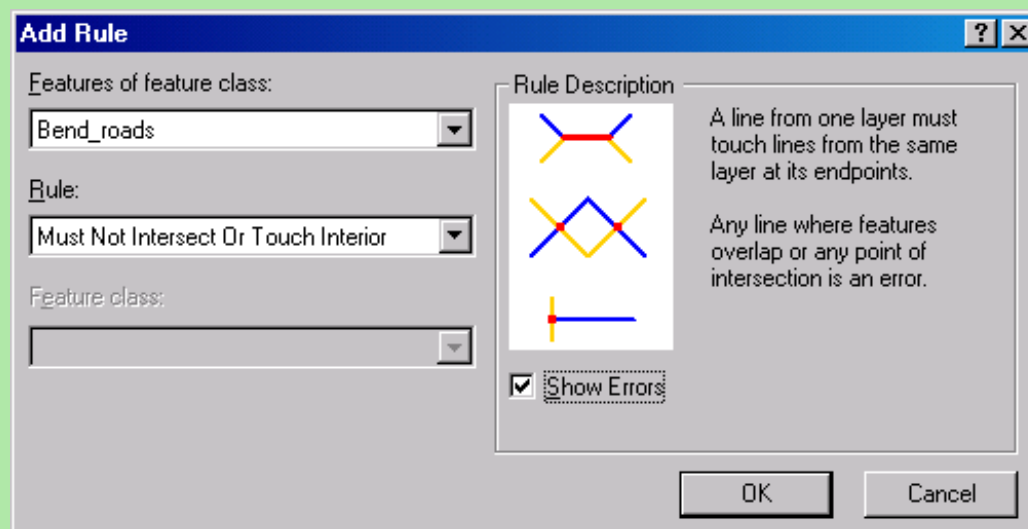 Add Rule
Features of feature class:
Bend_roads
Rule:
Must Not Intersect Or Touch Interior
Feature class:
Rule Description
A line from one layer must
touch lines from the same
layer at its endpoints.
Any line where features
overlap or any point of
intersection is an error.
Show Errors
OK
Cancel